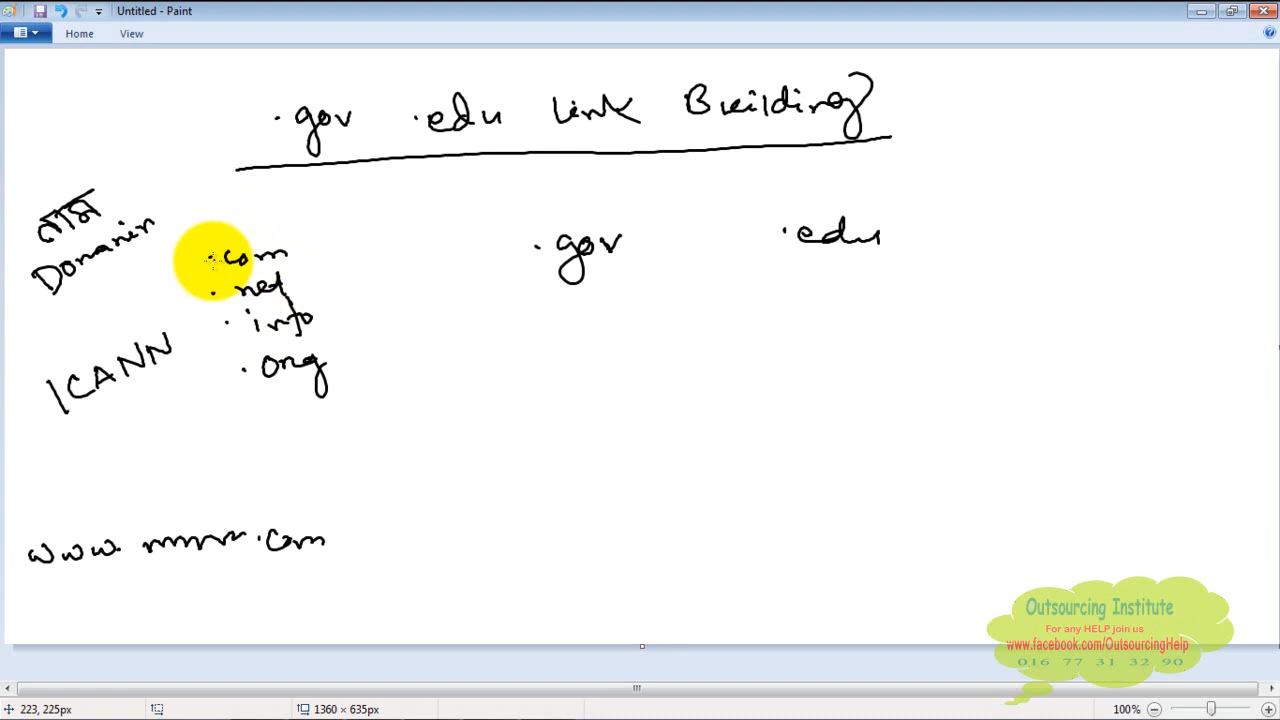 Untitled - Paint
Home View
.gov .edu Link Building
.com
.net
.info
.org
.gov
.edu
ICANN
www. .com
Outsourcing Institute
For any HELP join us
www.facebook.com/OutsourcingHelp
016 77 31 32 90
223, 225px
1360 × 635px
100%